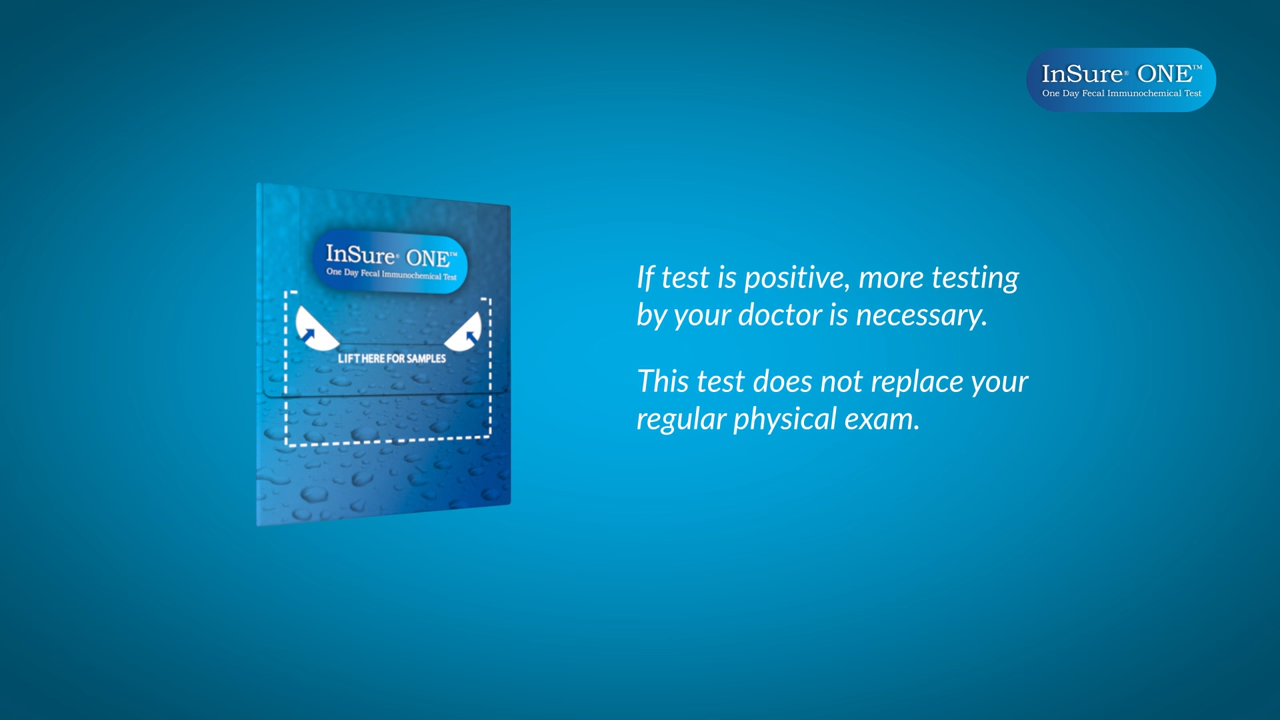 InSure® ONE™
One Day Fecal Immunochemical Test
InSure® ONE™
One Day Fecal Immunochemical Test
LIFT HERE FOR SAMPLES
If test is positive, more testing
by your doctor is necessary.
This test does not replace your
regular physical exam.